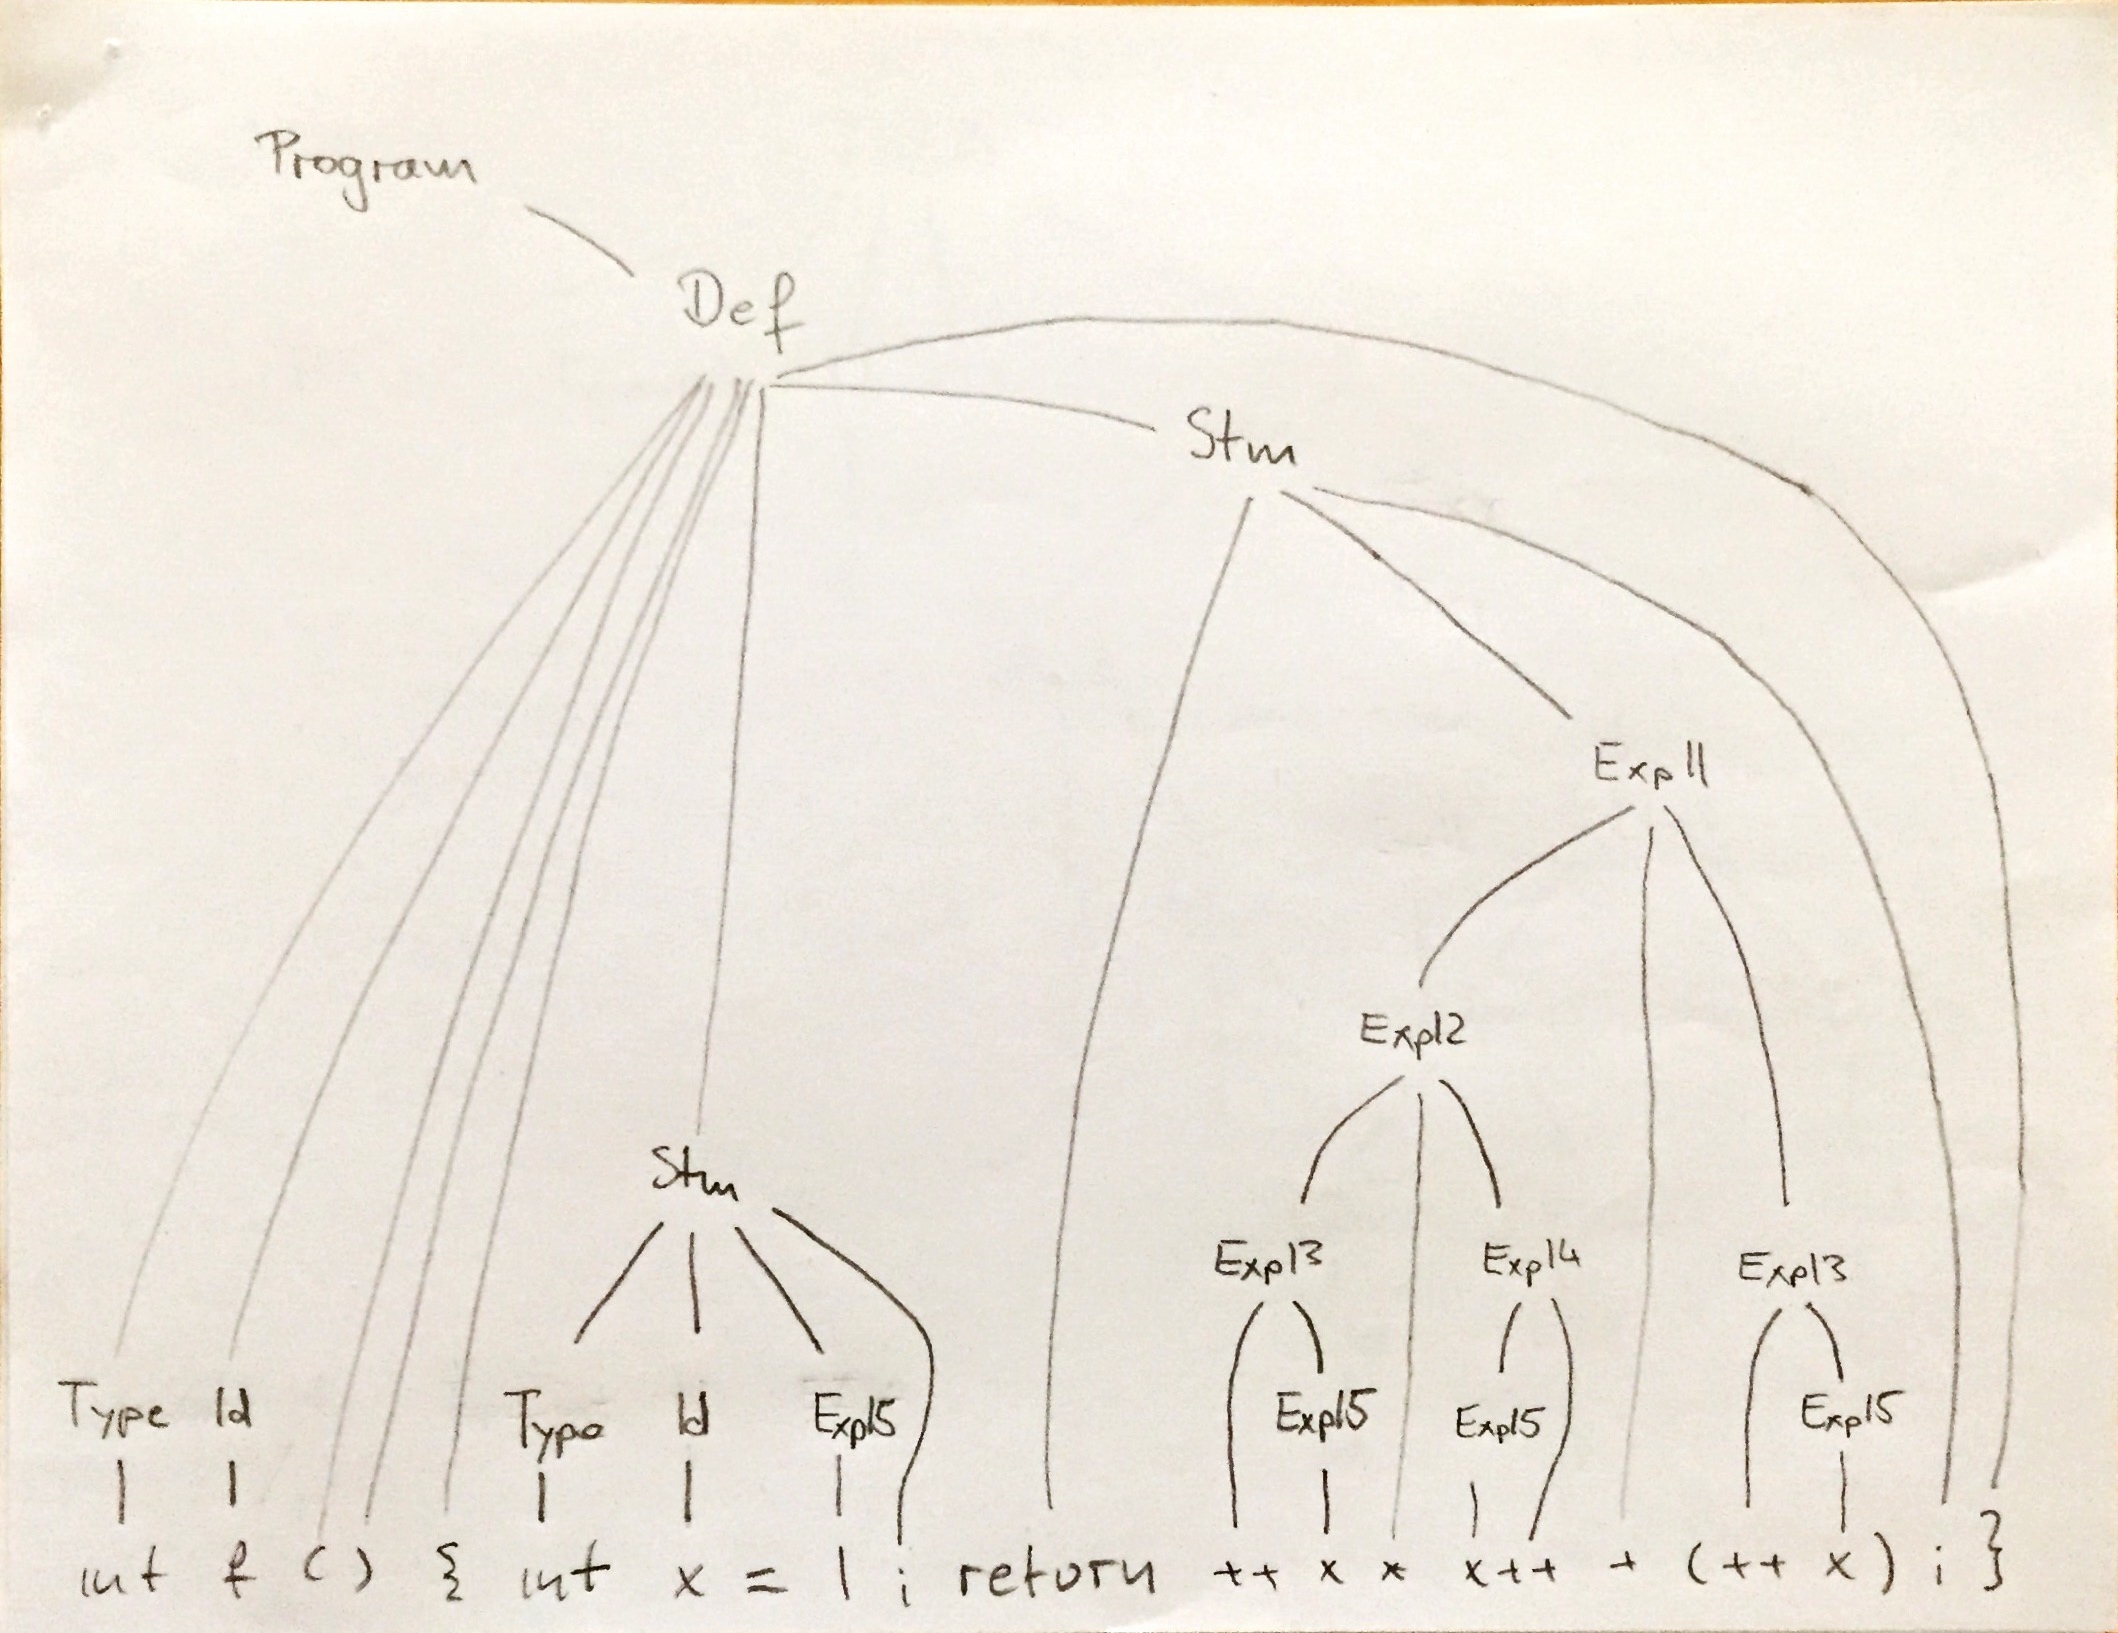 Program
Def
Stm
Exp11
Exp12
Stm
Exp13 Exp14 Exp13
Type Id Type Id Exp15 Exp15 Exp15 Exp15
int f ( ) { int x = 1 ; return ++ x * x++ + (++ x ) ; }